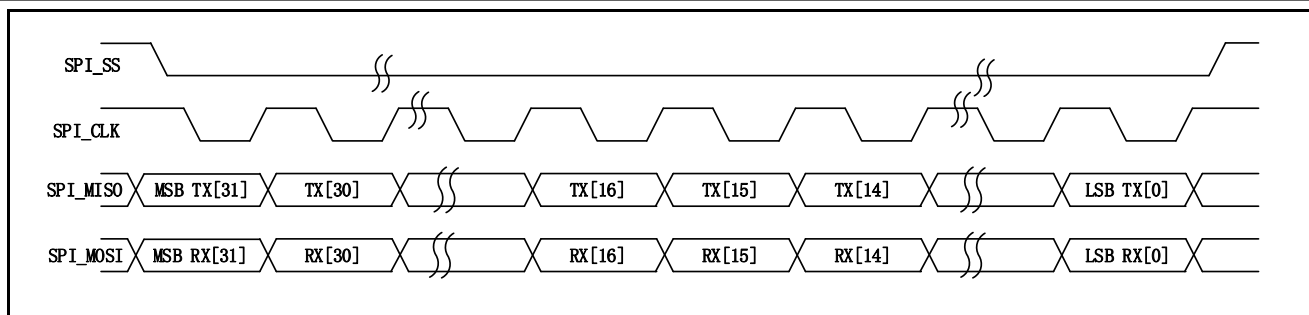 SPI_SS
SPI_CLK
SPI_MISO MSB TX[31] TX[30] TX[16] TX[15] TX[14] LSB TX[0]
SPI_MOSI MSB RX[31] RX[30] RX[16] RX[15] RX[14] LSB RX[0]